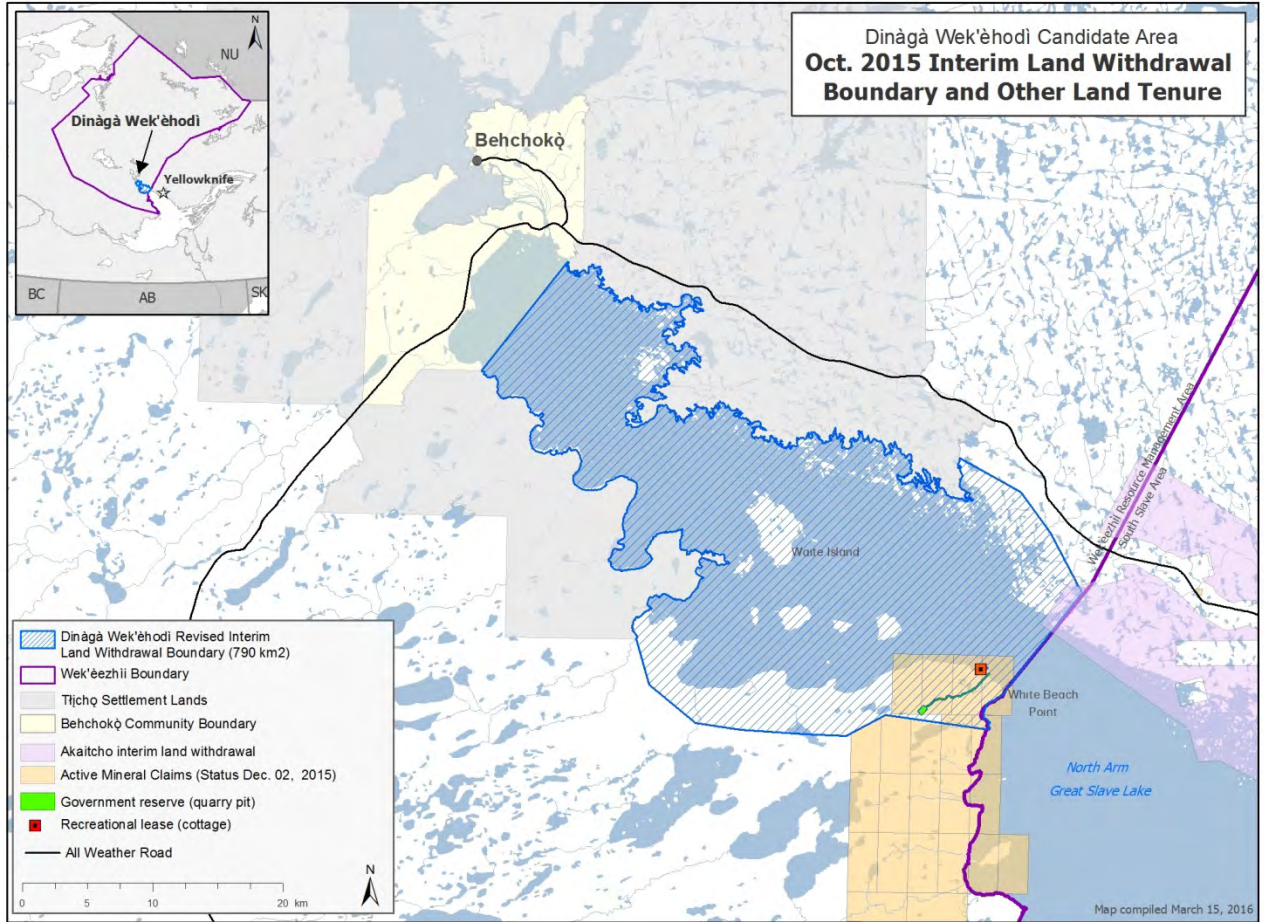 Dinàgà Wek'èhodì Candidate Area
Oct. 2015 Interim Land Withdrawal
Boundary and Other Land Tenure
N
NU
Dinàgà Wek'èhodì
Yellowknife
BC
AB
SK
Behchokọ̀
Wek'èezhìi Resource Management Area
South Slave Area
Waite Island
White Beach
Point
North Arm
Great Slave Lake
Dinàgà Wek'èhodì Revised Interim
Land Withdrawal Boundary (790 km2)
Wek'èezhìi Boundary
Tłı̨chǫ Settlement Lands
Behchokọ̀ Community Boundary
Akaitcho interim land withdrawal
Active Mineral Claims (Status Dec. 02, 2015)
Government reserve (quarry pit)
Recreational lease (cottage)
All Weather Road
N
0 5 10 20 km
Map compiled March 15, 2016